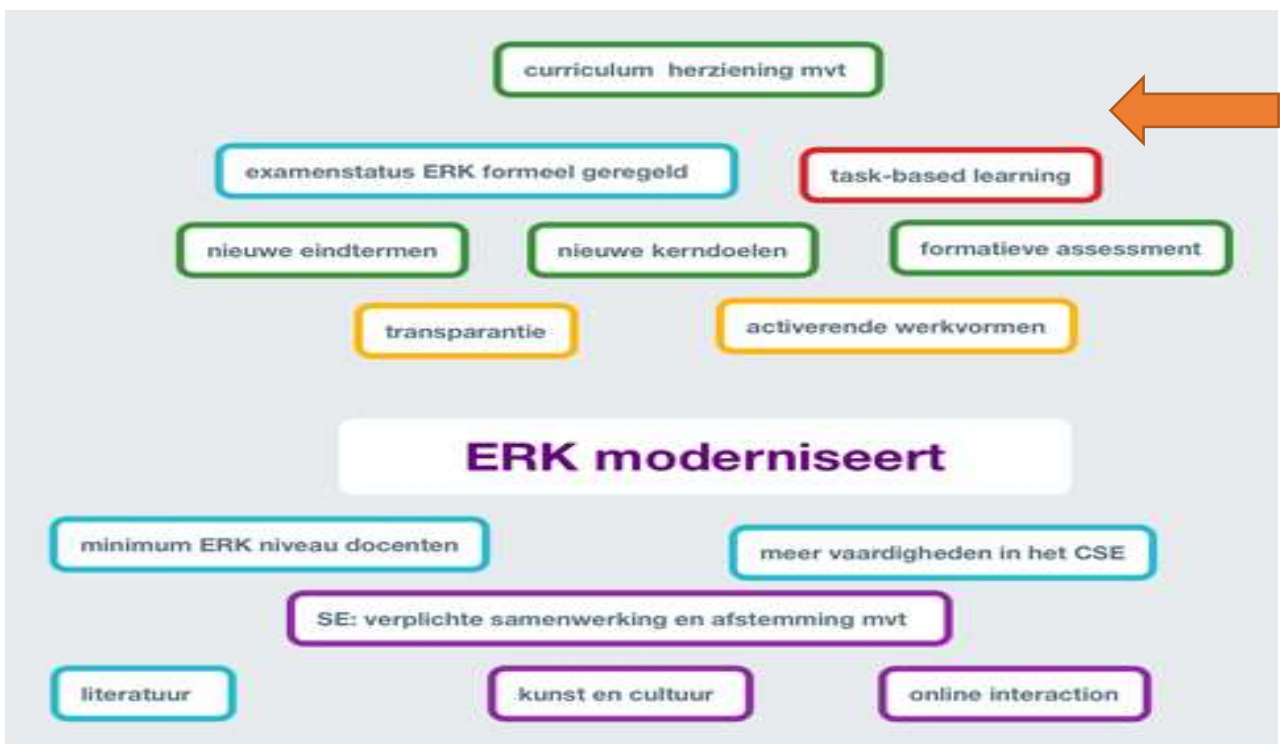 curriculum herziening mvt
examenstatus ERK formeel geregeld
task-based learning
nieuwe eindtermen
nieuwe kerndoelen
formatieve assessment
transparantie
activerende werkvormen
ERK moderniseert
minimum ERK niveau docenten
meer vaardigheden in het CSE
SE: verplichte samenwerking en afstemming mvt
literatuur
kunst en cultuur
online interaction